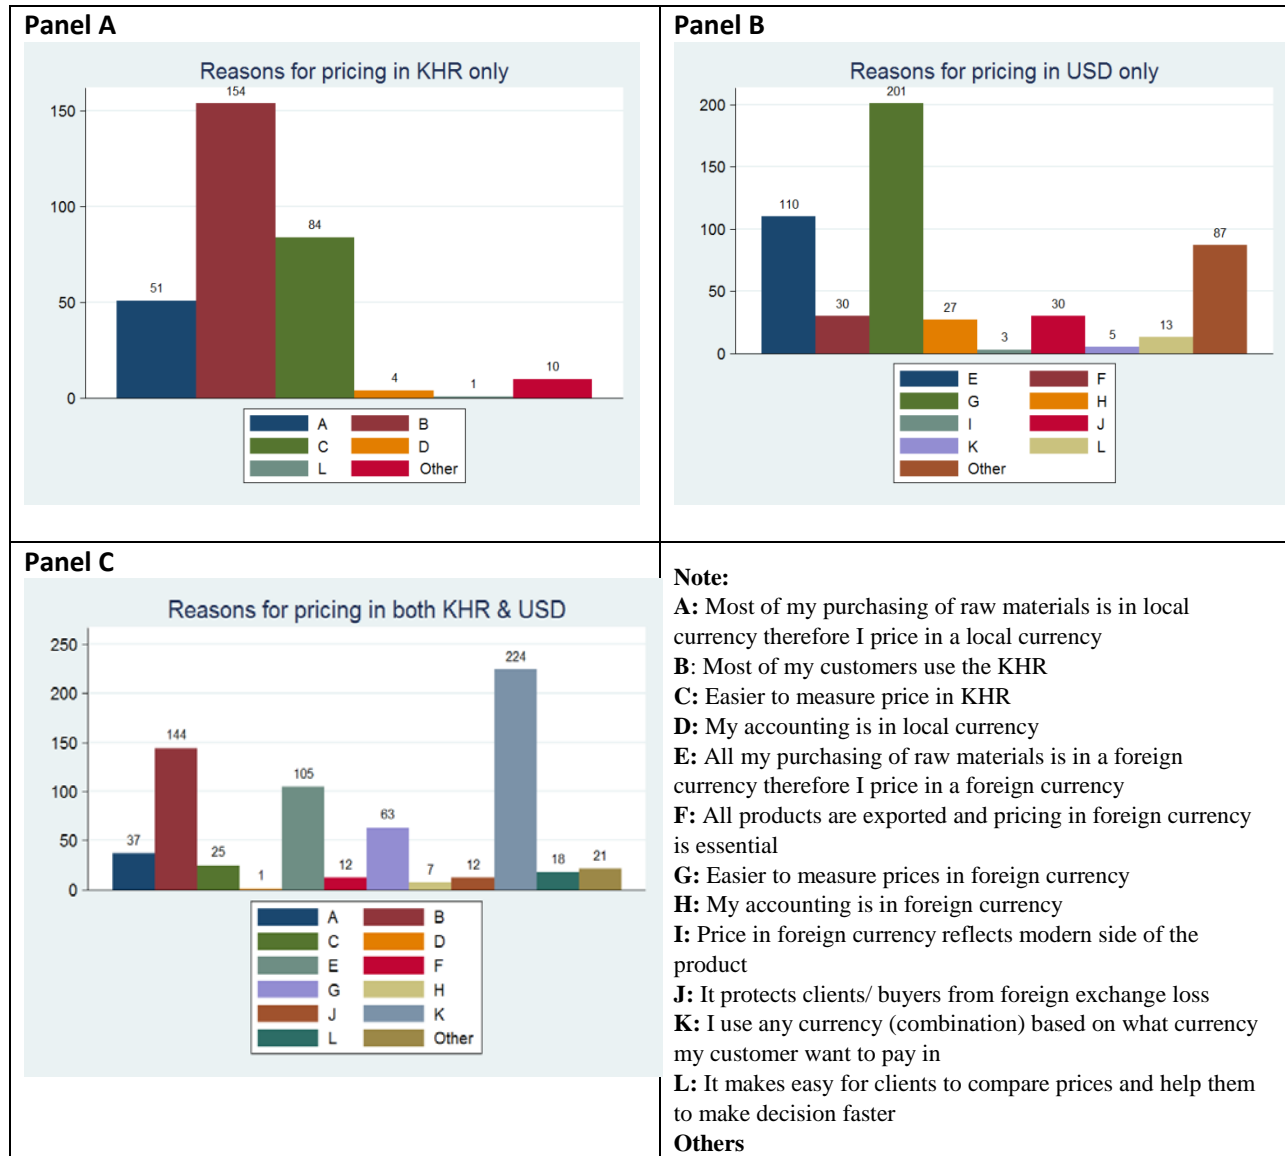 Panel A
Reasons for pricing in KHR only
150
100
50
0
51
154
84
4
1
10
A B
C D
L Other
Panel B
Reasons for pricing in USD only
200
150
100
50
0
110
30
201
27
3
30
5
13
87
E F
G H
I J
K L
Other
Panel C
Reasons for pricing in both KHR & USD
250
200
150
100
50
0
37
144
25
1
105
12
63
7
12
224
18
21
A B
C D
E F
G H
J K
L Other
Note:
A: Most of my purchasing of raw materials is in local
currency therefore I price in a local currency
B: Most of my customers use the KHR
C: Easier to measure price in KHR
D: My accounting is in local currency
E: All my purchasing of raw materials is in a foreign
currency therefore I price in a foreign currency
F: All products are exported and pricing in foreign currency
is essential
G: Easier to measure prices in foreign currency
H: My accounting is in foreign currency
I: Price in foreign currency reflects modern side of the
product
J: It protects clients/ buyers from foreign exchange loss
K: I use any currency (combination) based on what currency
my customer want to pay in
L: It makes easy for clients to compare prices and help them
to make decision faster
Others